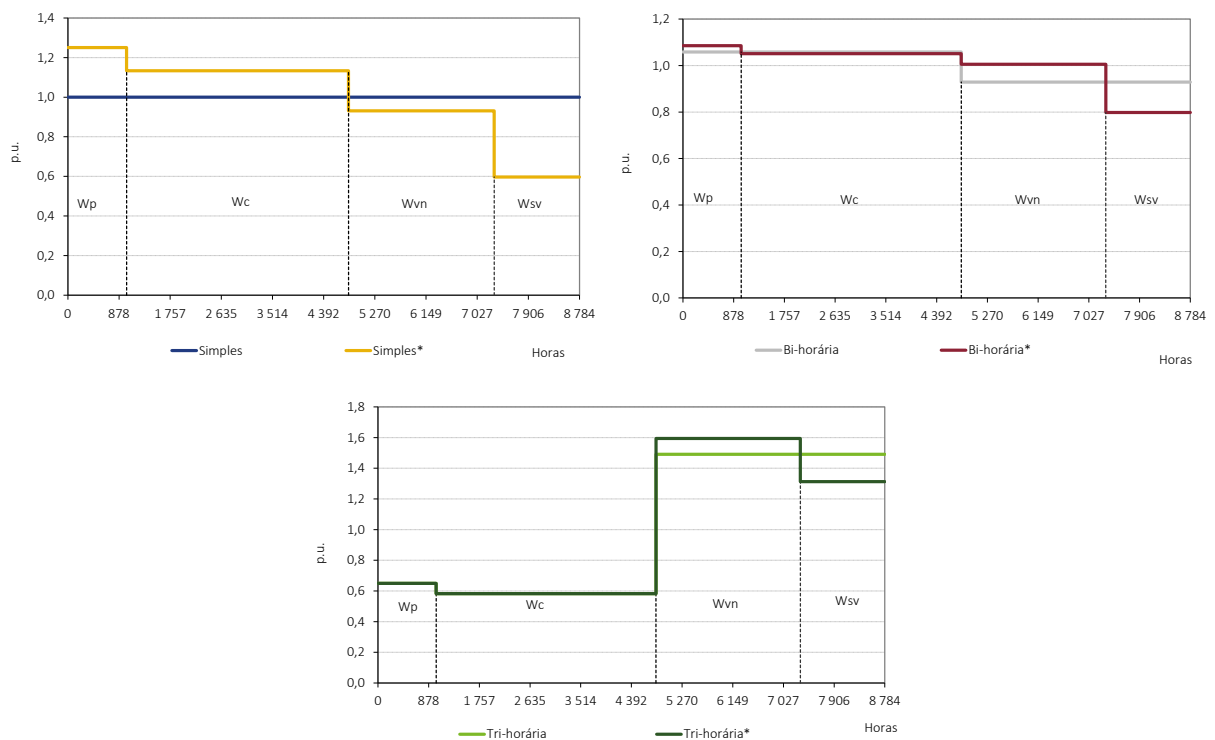 1,4
1,2
1,0
0,8
0,6
0,4
0,2
0,0
p.u.
Wp
Wc
Wvn
Wsv
0 878 1 757 2 635 3 514 4 392 5 270 6 149 7 027 7 906 8 784
Simples Simples* Horas
1,2
1,0
0,8
0,6
0,4
0,2
0,0
p.u.
Wp
Wc
Wvn
Wsv
0 878 1 757 2 635 3 514 4 392 5 270 6 149 7 027 7 906 8 784
Bi-horária Bi-horária* Horas
1,8
1,6
1,4
1,2
1,0
0,8
0,6
0,4
0,2
0,0
p.u.
Wp
Wc
Wvn
Wsv
0 878 1 757 2 635 3 514 4 392 5 270 6 149 7 027 7 906 8 784
Tri-horária Tri-horária* Horas